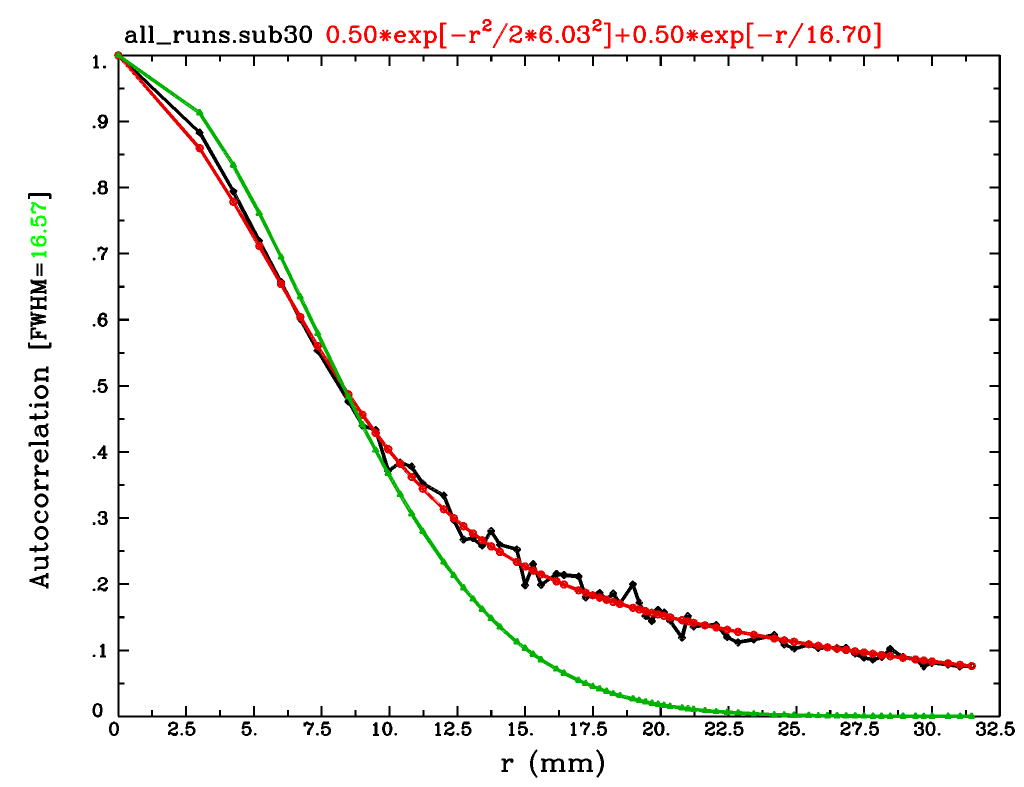 all_runs.sub30 0.50*exp[-r²/2*6.03²]+0.50*exp[-r/16.70]
1.
.9
.8
.7
.6
.5
.4
.3
.2
.1
0
Autocorrelation [FWHM=16.57]
0. 2.5 5. 7.5 10. 12.5 15. 17.5 20. 22.5 25. 27.5 30. 32.5
r (mm)